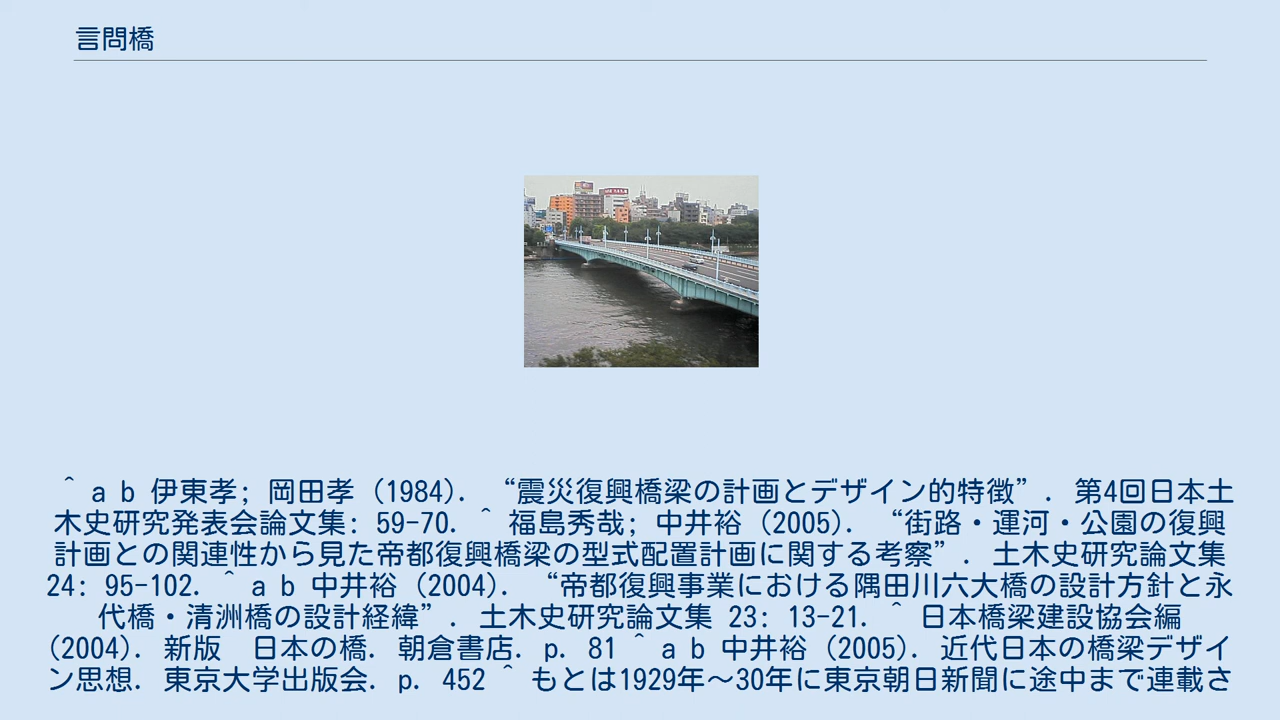 言問橋
^ a b 伊東孝; 岡田孝 (1984). “震災復興橋梁の計画とデザイン的特徴”. 第4回日本土
木史研究発表会論文集: 59-70. ^ 福島秀哉; 中井裕 (2005). “街路・運河・公園の復興
計画との関連性から見た帝都復興橋梁の型式配置計画に関する考察”. 土木史研究論文集
24: 95-102. ^ a b 中井裕 (2004). “帝都復興事業における隅田川六大橋の設計方針と永
代橋・清洲橋の設計経緯”. 土木史研究論文集 23: 13-21. ^ 日本橋梁建設協会編
(2004). 新版　日本の橋. 朝倉書店. p. 81 ^ a b 中井裕 (2005). 近代日本の橋梁デザイ
ン思想. 東京大学出版会. p. 452 ^ もとは1929年〜30年に東京朝日新聞に途中まで連載さ